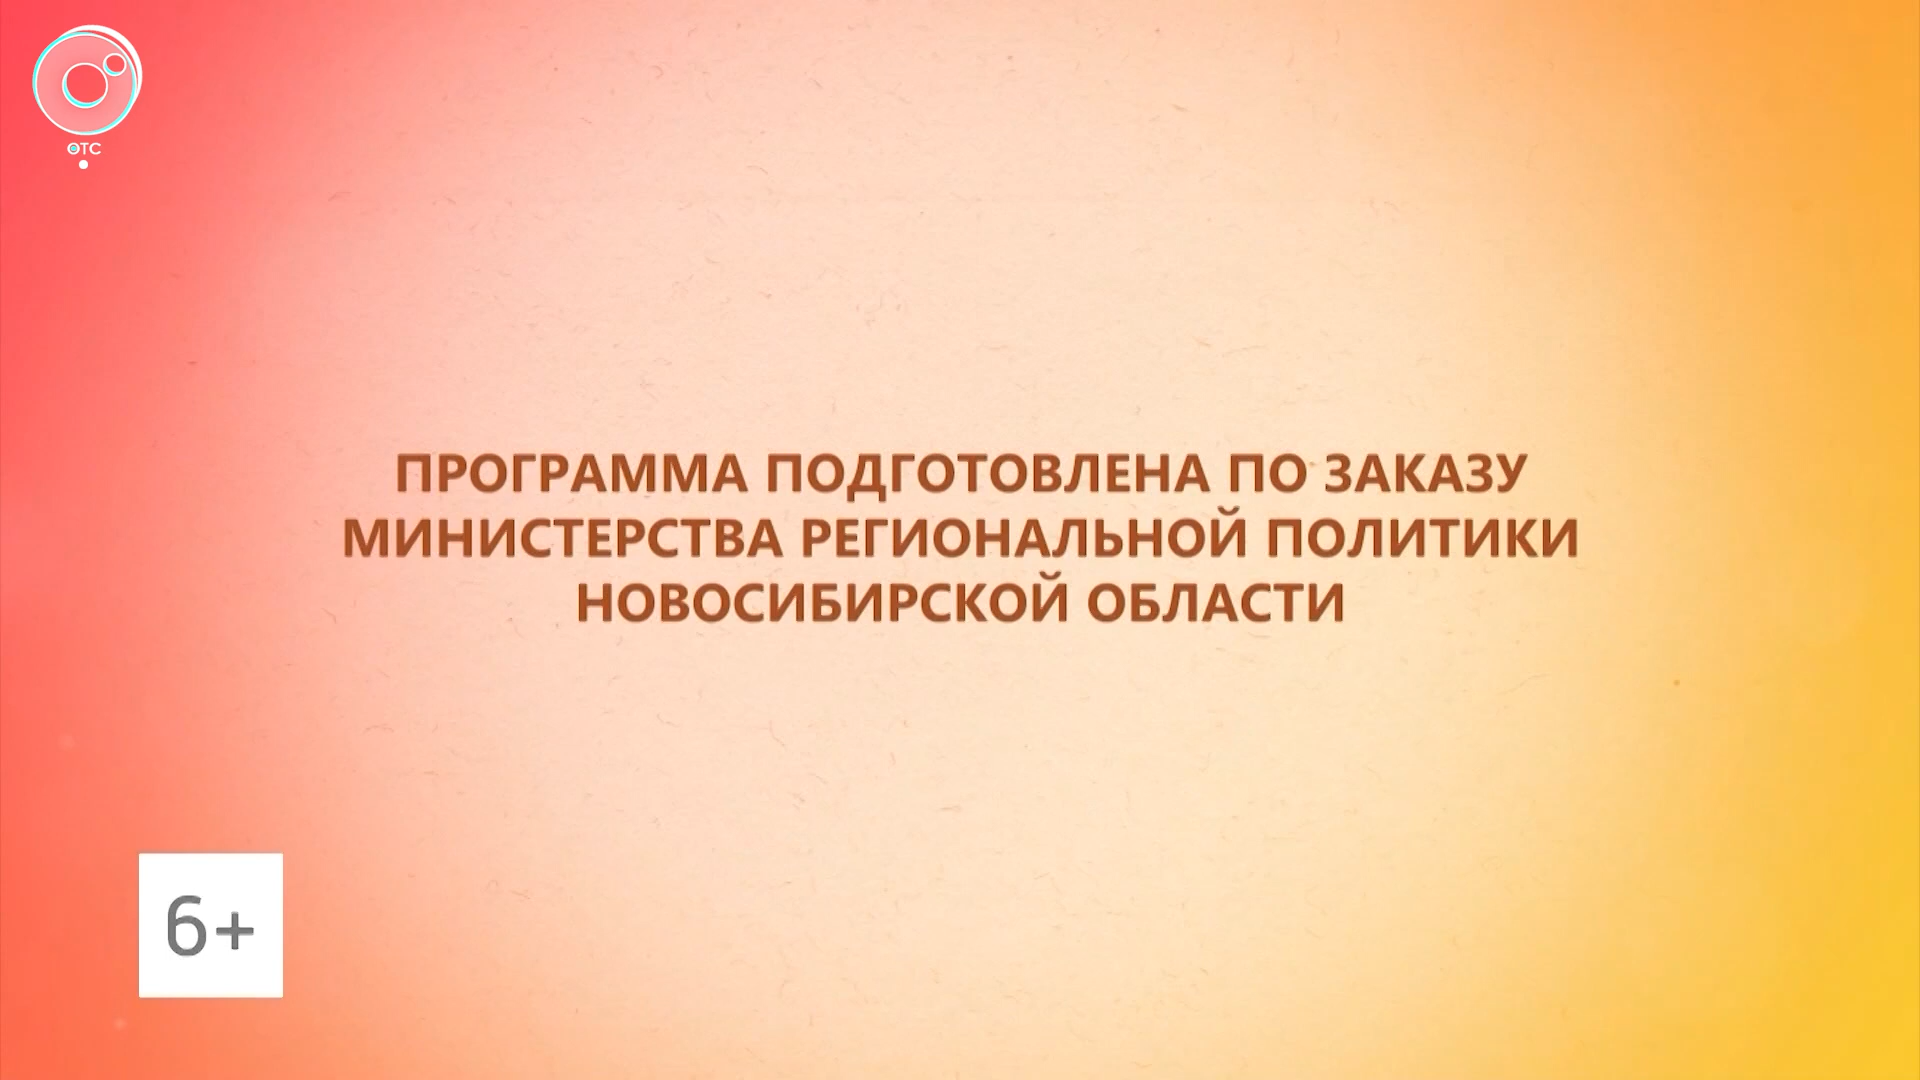 ОТС
ПРОГРАММА ПОДГОТОВЛЕНА ПО ЗАКАЗУ
МИНИСТЕРСТВА РЕГИОНАЛЬНОЙ ПОЛИТИКИ
НОВОСИБИРСКОЙ ОБЛАСТИ
6+